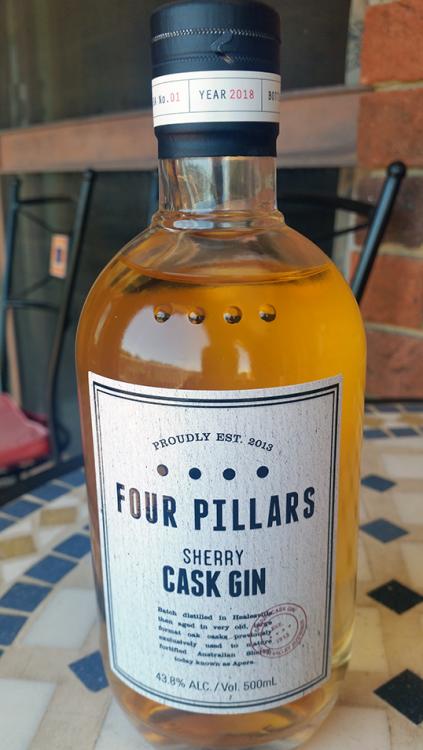 No.01 YEAR 2018
PROUDLY EST. 2013
FOUR PILLARS
SHERRY
CASK GIN
Batch distilled in Healesville
then aged in very old, large
format oak casks previously
exclusively used to mature
fortified Australian
today known as Apera.
43.8% ALC. / Vol. 500mL